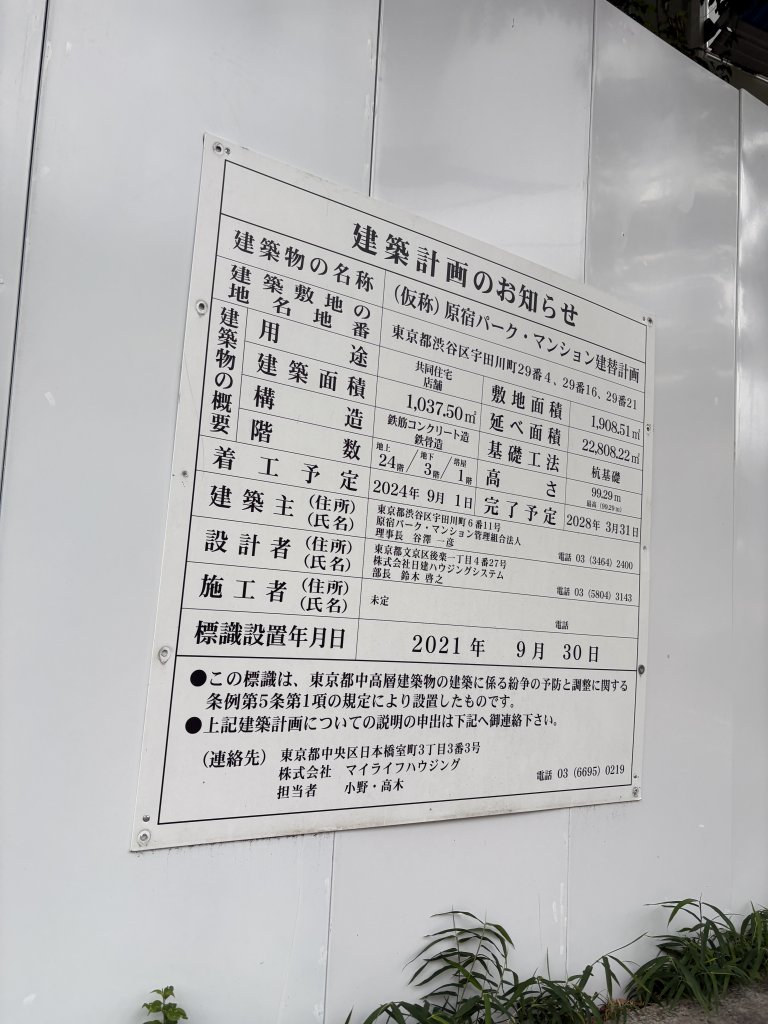 建築計画のお知らせ
建築物の名称 (仮称)原宿パーク・マンション建替計画
建築敷地の地名地番 東京都渋谷区宇田川町29番4、29番16、29番21
建築物の概要
用途 共同住宅 店舗 敷地面積 1,908.51㎡
建築面積 1,037.50㎡ 延べ面積 22,808.22㎡
構造 鉄筋コンクリート造 鉄骨造 基礎工法 杭基礎
階数 地上24階/地下3階/塔屋1階 高さ 99.29m 最高(99.29m)
着工予定 2024年 9月 1日 完了予定 2028年 3月31日
建築主(住所)(氏名) 東京都渋谷区宇田川町6番11号
原宿パーク・マンション管理組合法人
理事長 谷澤 一彦 電話 03 (3464) 2400
設計者(住所)(氏名) 東京都文京区後楽一丁目4番27号
株式会社日建ハウジングシステム
部長 鈴木 啓之 電話 03 (5804) 3143
施工者(住所)(氏名) 未定
電話
標識設置年月日 2021年 9月 30日
●この標識は、東京都中高層建築物の建築に係る紛争の予防と調整に関する
条例第5条第1項の規定により設置したものです。
●上記建築計画についての説明の申出は下記へ御連絡下さい。
(連絡先) 東京都中央区日本橋室町3丁目3番3号
株式会社 マイライフハウジング
担当者 小野・高木 電話 03 (6695) 0219